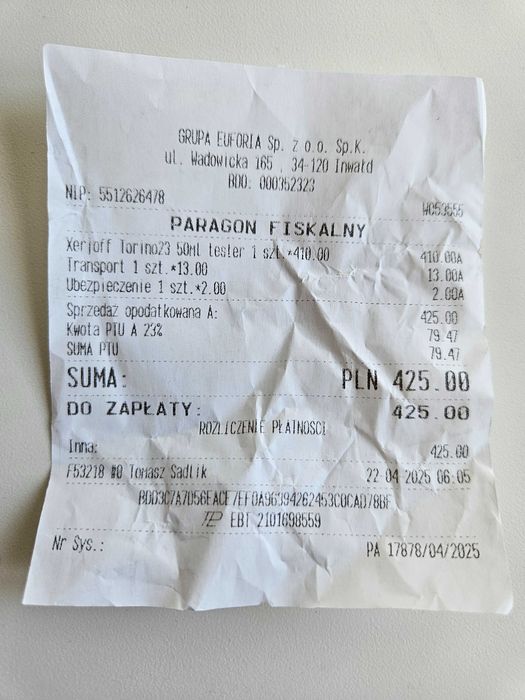 GRUPA EUFORIA Sp. z o.o. Sp.K.
ul. Wadowicka 165 , 34-120 Inwałd
BDO: 000352323
NIP: 5512626478
W053555
PARAGON FISKALNY
Xerjoff Torino23 50Ml tester 1 szt.*410.00 410.00A
Transport 1 szt.*13.00 13.00A
Ubezpieczenie 1 szt.*2.00 2.00A
Sprzedaż opodatkowana A: 425.00
Kwota PTU A 23% 79.47
SUMA PTU 79.47
SUMA: PLN 425.00
DO ZAPŁATY: 425.00
ROZLICZENIE PŁATNOŚCI
Inna: 425.00
F53218 #0 Tomasz Sadlik 22-04-2025 06:05
EBT 2101698559
Nr Sys.: PA 17878/04/2025